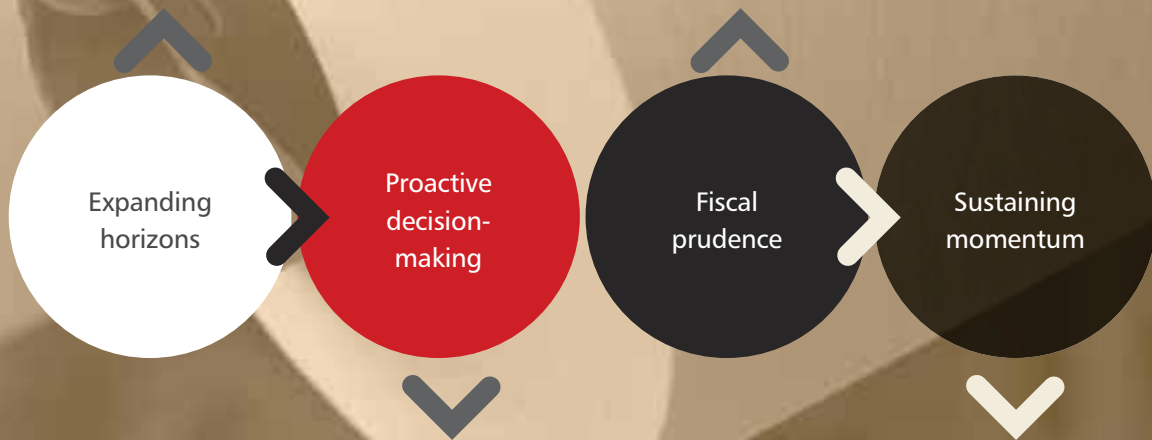 Expanding
horizons
Proactive
decision-
making
Fiscal
prudence
Sustaining
momentum